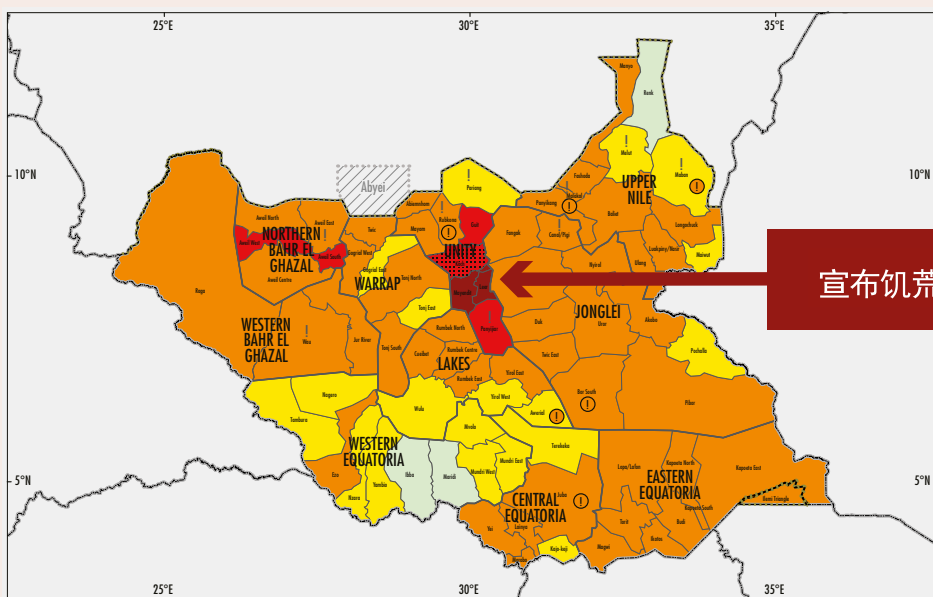 25°E
30°E
35°E
Manyo
Renk
10°N
10°N
Melut
Maban
Fashoda
UPPER
NILE
Abyei
Pariang
Panyikang
Malakal
Abiemnhom
Rubkona
Mayom
Guit
Fangak
Canal/Pigi
Baliet
Longochuk
Maiwut
Luakpiny/Nasir
Ulang
Nyirol
Aweil North
Aweil East
Aweil West
Aweil South
Aweil Centre
NORTHERN
BAHR EL
GHAZAL
Twic
Gogrial West
Gogrial East
WARRAP
Tonj North
Tonj East
Tonj South
UNITY
Koch
Mayendit
Leer
Panyijiar
宣布饥荒
JONGLEI
Uror
Duk
Akobo
Pochalla
Twic East
Raga
WESTERN
BAHR EL
GHAZAL
Wau
Jur River
Rumbek North
Cueibet
Rumbek Centre
LAKES
Rumbek East
Yirol East
Yirol West
Awerial
Bor South
Pibor
Nagero
Tambura
Wulu
Mvolo
WESTERN
EQUATORIA
Terekeka
Mundri East
Mundri West
Ezo
Nzara
Yambio
Ibba
Maridi
5°N
5°N
CENTRAL
EQUATORIA
Juba
Yei
Lainya
Morobo
Kajo-keji
Lopa/Lafon
Kapoeta North
Kapoeta East
EASTERN
EQUATORIA
Kapoeta South
Torit
Budi
Ikotos
Magwi
Ilemi Triangle
25°E
30°E
35°E